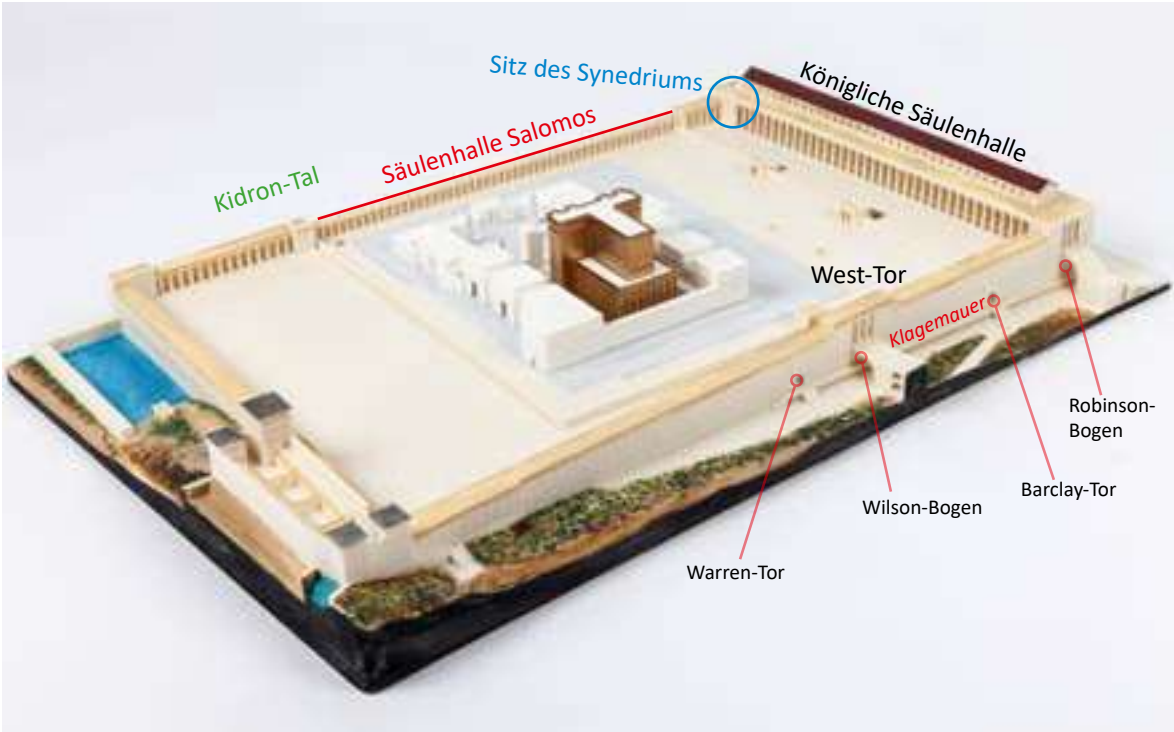 Sitz des Synedriums
Königliche Säulenhalle
Säulenhalle Salomos
Kidron-Tal
West-Tor
Klagemauer
Robinson-
Bogen
Barclay-Tor
Wilson-Bogen
Warren-Tor